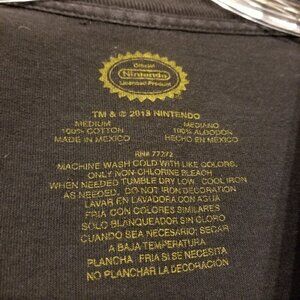 Official
Nintendo
Licensed Product
TM & © 2013 NINTENDO
MEDIUM MEDIANO
100% COTTON 100% ALGODON
MADE IN MEXICO HECHO EN MEXICO
RN# 77272
MACHINE WASH COLD WITH LIKE COLORS,
ONLY NON-CHLORINE BLEACH
WHEN NEEDED TUMBLE DRY LOW. COOL IRON
AS NEEDED. DO NOT IRON DECORATION
LAVAR EN LAVADORA CON AGUA
FRIA CON COLORES SIMILARES
SOLO BLANQUEADOR SIN CLORO
CUANDO SEA NECESARIO; SECAR
A BAJA TEMPERATURA
PLANCHA FRIA SI SE NECESITA
NO PLANCHAR LA DECORACIÓN